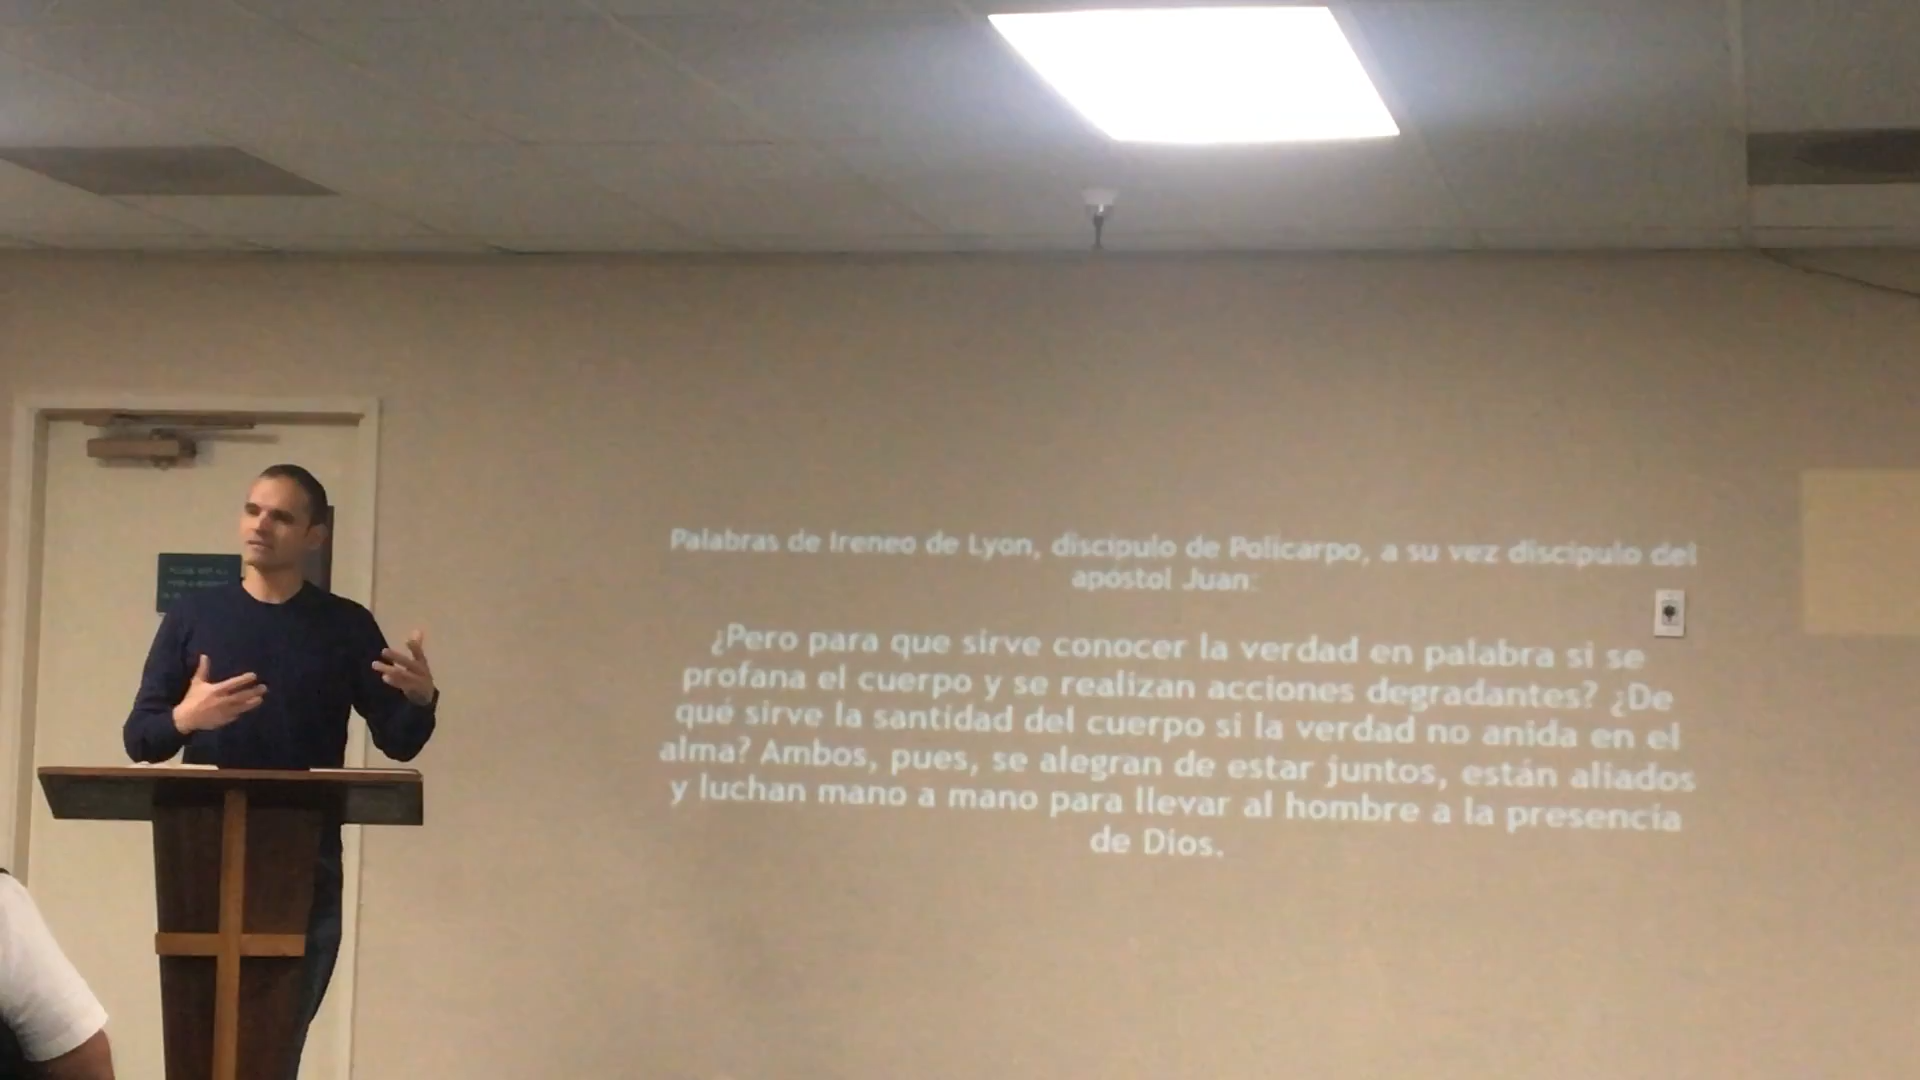 Palabras de Ireneo de Lyon, discípulo de Policarpo, a su vez discípulo del
apóstol Juan:
¿Pero para que sirve conocer la verdad en palabra si se
profana el cuerpo y se realizan acciones degradantes? ¿De
qué sirve la santidad del cuerpo si la verdad no anida en el
alma? Ambos, pues, se alegran de estar juntos, están aliados
y luchan mano a mano para llevar al hombre a la presencia
de Dios.